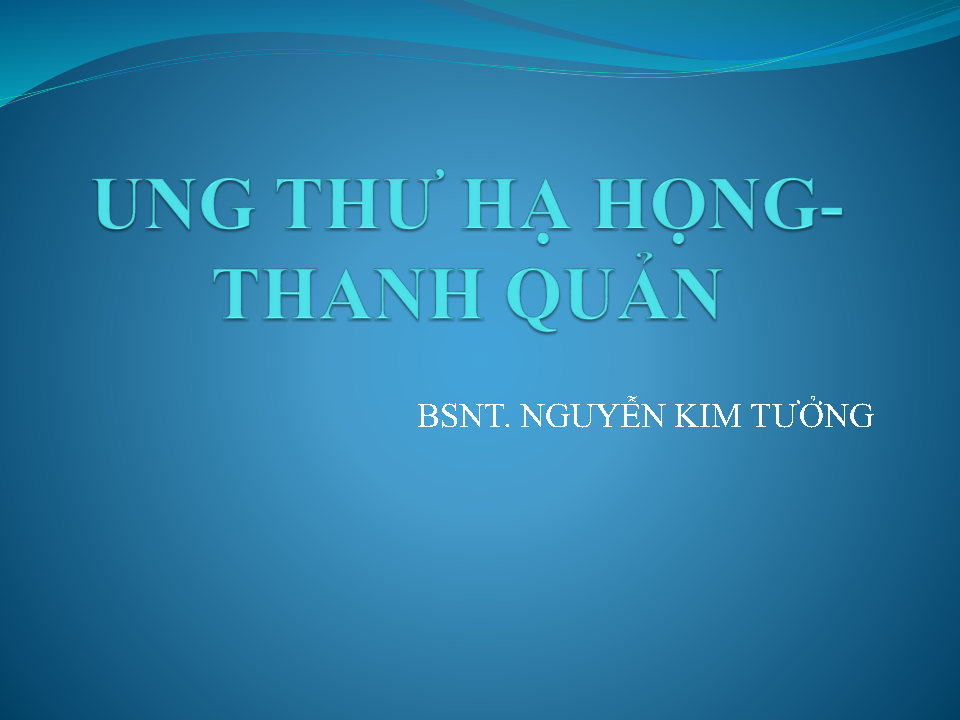 UNG THƯ HẠ HỌNG-
THANH QUẢN
BSNT. NGUYỄN KIM TƯỞNG